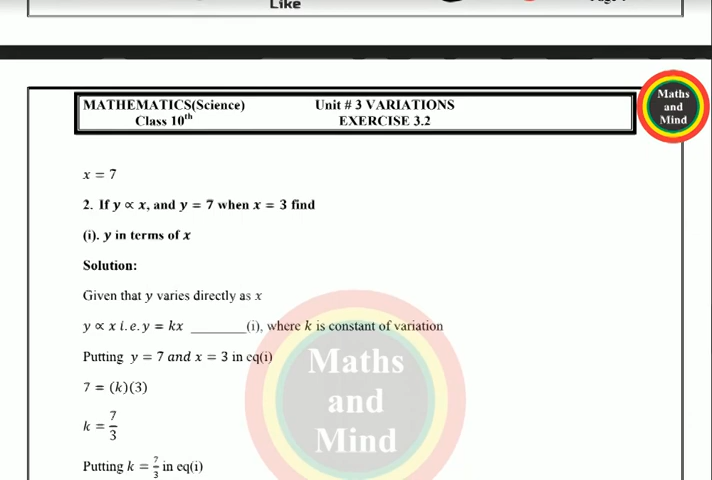 Like
MATHEMATICS(Science) Unit # 3 VARIATIONS
Class 10th EXERCISE 3.2
Maths
and
Mind
x = 7
2. If y ∝ x, and y = 7 when x = 3 find
(i). y in terms of x
Solution:
Given that y varies directly as x
y ∝ x i.e. y = kx _______(i), where k is constant of variation
Putting y = 7 and x = 3 in eq(i)
7 = (k)(3)
k = 7/3
Putting k = 7/3 in eq(i)
Maths
and
Mind